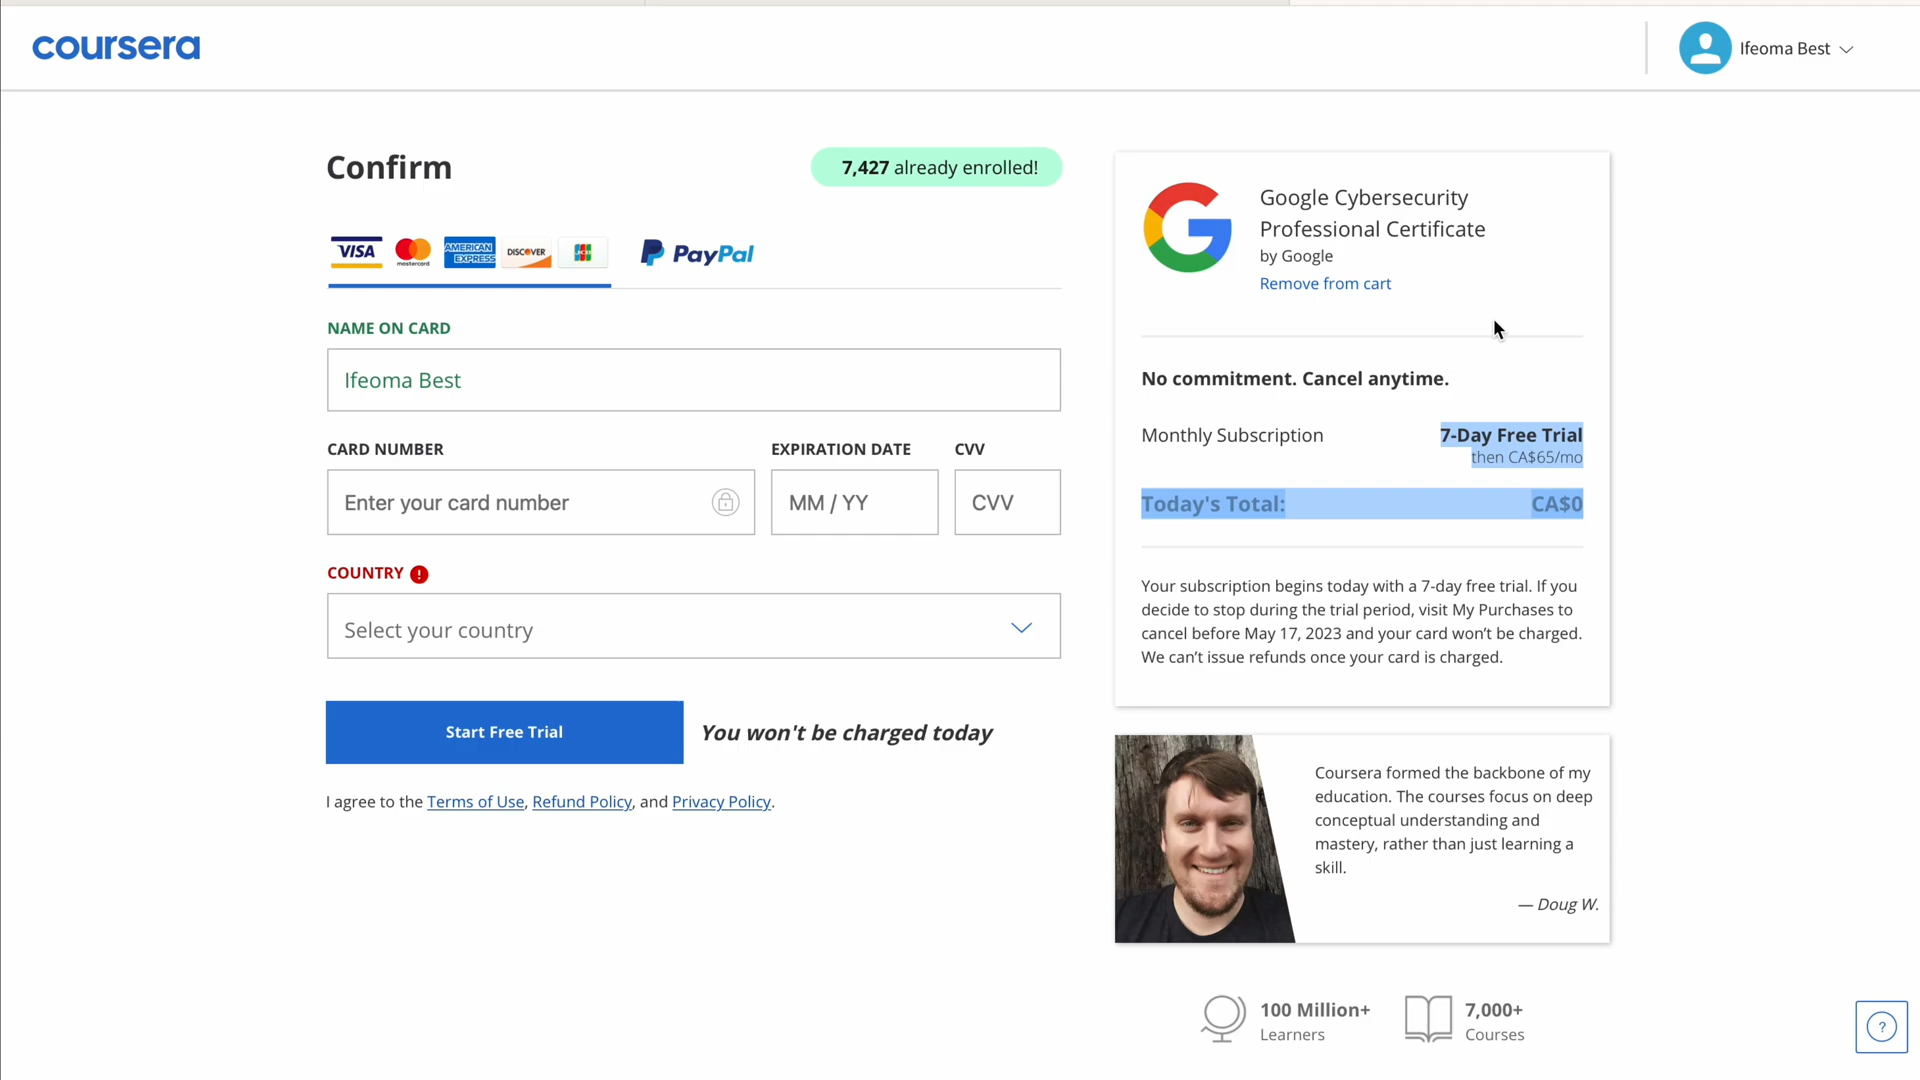 coursera
Ifeoma Best
Confirm
7,427 already enrolled!
VISA
mastercard
AMERICAN
EXPRESS
DISCOVER
JCB
PayPal
NAME ON CARD
Ifeoma Best
CARD NUMBER
EXPIRATION DATE
CVV
Enter your card number
MM / YY
CVV
COUNTRY !
Select your country
Start Free Trial
You won't be charged today
I agree to the Terms of Use, Refund Policy, and Privacy Policy.
Google Cybersecurity
Professional Certificate
by Google
Remove from cart
No commitment. Cancel anytime.
Monthly Subscription
7-Day Free Trial
then CA$65/mo
Today's Total:
CA$0
Your subscription begins today with a 7-day free trial. If you
decide to stop during the trial period, visit My Purchases to
cancel before May 17, 2023 and your card won’t be charged.
We can’t issue refunds once your card is charged.
Coursera formed the backbone of my
education. The courses focus on deep
conceptual understanding and
mastery, rather than just learning a
skill.
— Doug W.
100 Million+
Learners
7,000+
Courses
?